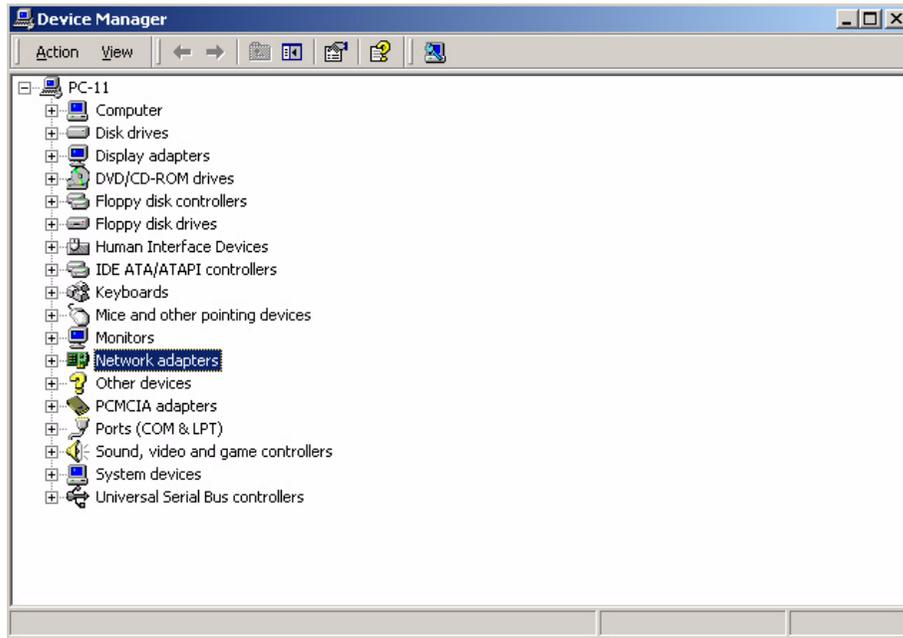 Device Manager
Action View
PC-11
Computer
Disk drives
Display adapters
DVD/CD-ROM drives
Floppy disk controllers
Floppy disk drives
Human Interface Devices
IDE ATA/ATAPI controllers
Keyboards
Mice and other pointing devices
Monitors
Network adapters
Other devices
PCMCIA adapters
Ports (COM & LPT)
Sound, video and game controllers
System devices
Universal Serial Bus controllers